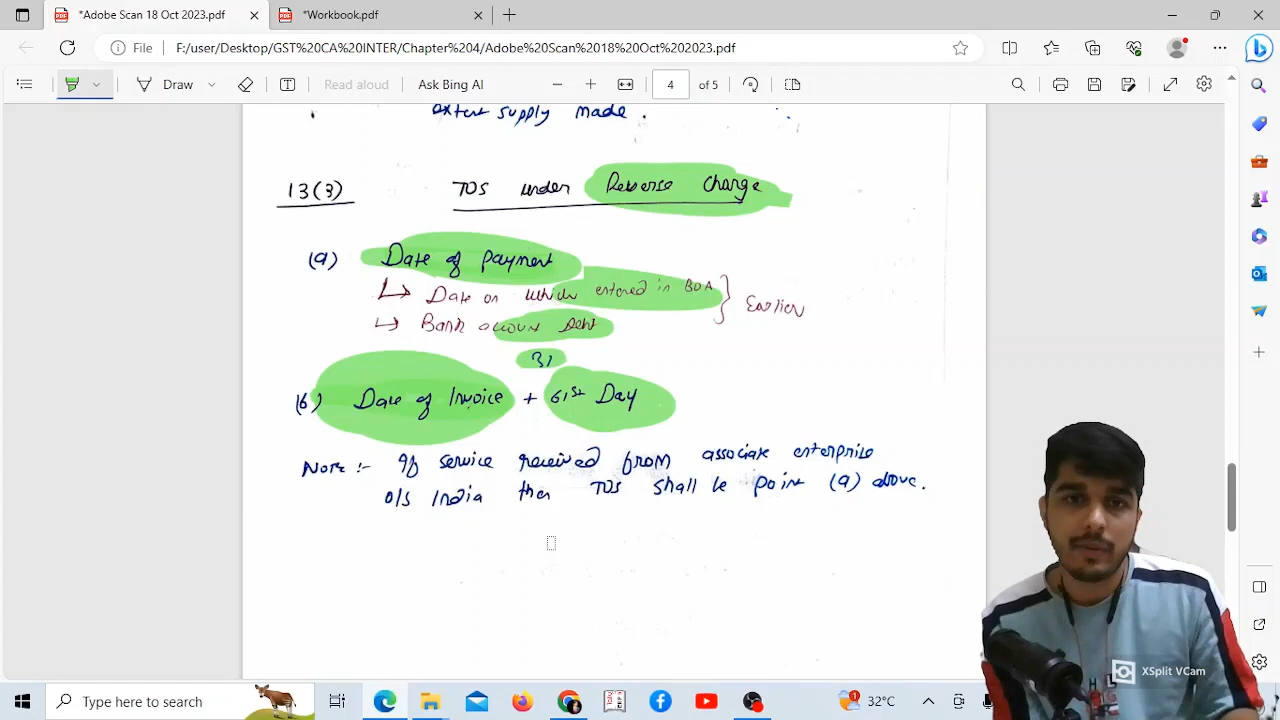 *Adobe Scan 18 Oct 2023.pdf
*Workbook.pdf
File
F:/user/Desktop/GST%20CA%20INTER/Chapter%204/Adobe%20Scan%2018%20Oct%202023.pdf
Draw
Read aloud
Ask Bing AI
4
of 5
extent supply made.
13(3) TOS under Reverse Charge
(a) Date of Payment
Date on which entered in BOA
Earlier
Bank account Debt
31
(b) Date of Invoice + 61st Day
Note :- If service received from associate enterprise
o/s India then TOS shall be point (a) above.
XSplit VCam
Type here to search
1
32°C